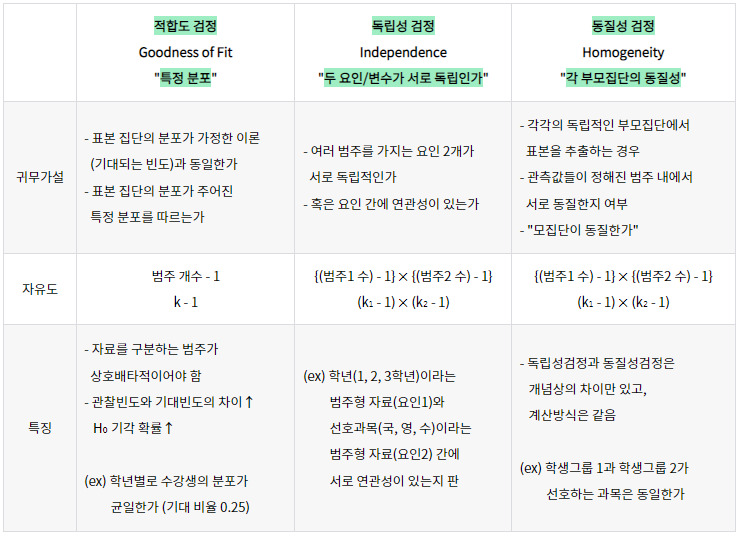 적합도 검정
Goodness of Fit
"특정 분포"
독립성 검정
Independence
"두 요인/변수가 서로 독립인가"
동질성 검정
Homogeneity
"각 부모집단의 동질성"
귀무가설
- 표본 집단의 분포가 가정한 이론
(기대되는 빈도)과 동일한가
- 표본 집단의 분포가 주어진
특정 분포를 따르는가
- 여러 범주를 가지는 요인 2개가
서로 독립적인가
- 혹은 요인 간에 연관성이 있는가
- 각각의 독립적인 부모집단에서
표본을 추출하는 경우
- 관측값들이 정해진 범주 내에서
서로 동질한지 여부
- "모집단이 동질한가"
자유도
범주 개수 - 1
k - 1
{(범주1 수) - 1} × {(범주2 수) - 1}
(k₁ - 1) × (k₂ - 1)
{(범주1 수) - 1} × {(범주2 수) - 1}
(k₁ - 1) × (k₂ - 1)
특징
- 자료를 구분하는 범주가
상호배타적이어야 함
- 관찰빈도와 기대빈도의 차이↑
H₀ 기각 확률↑
(ex) 학년별로 수강생의 분포가
균일한가 (기대 비율 0.25)
(ex) 학년(1, 2, 3학년)이라는
범주형 자료(요인1)와
선호과목(국, 영, 수)이라는
범주형 자료(요인2) 간에
서로 연관성이 있는지 판
- 독립성검정과 동질성검정은
개념상의 차이만 있고,
계산방식은 같음
(ex) 학생그룹 1과 학생그룹 2가
선호하는 과목은 동일한가